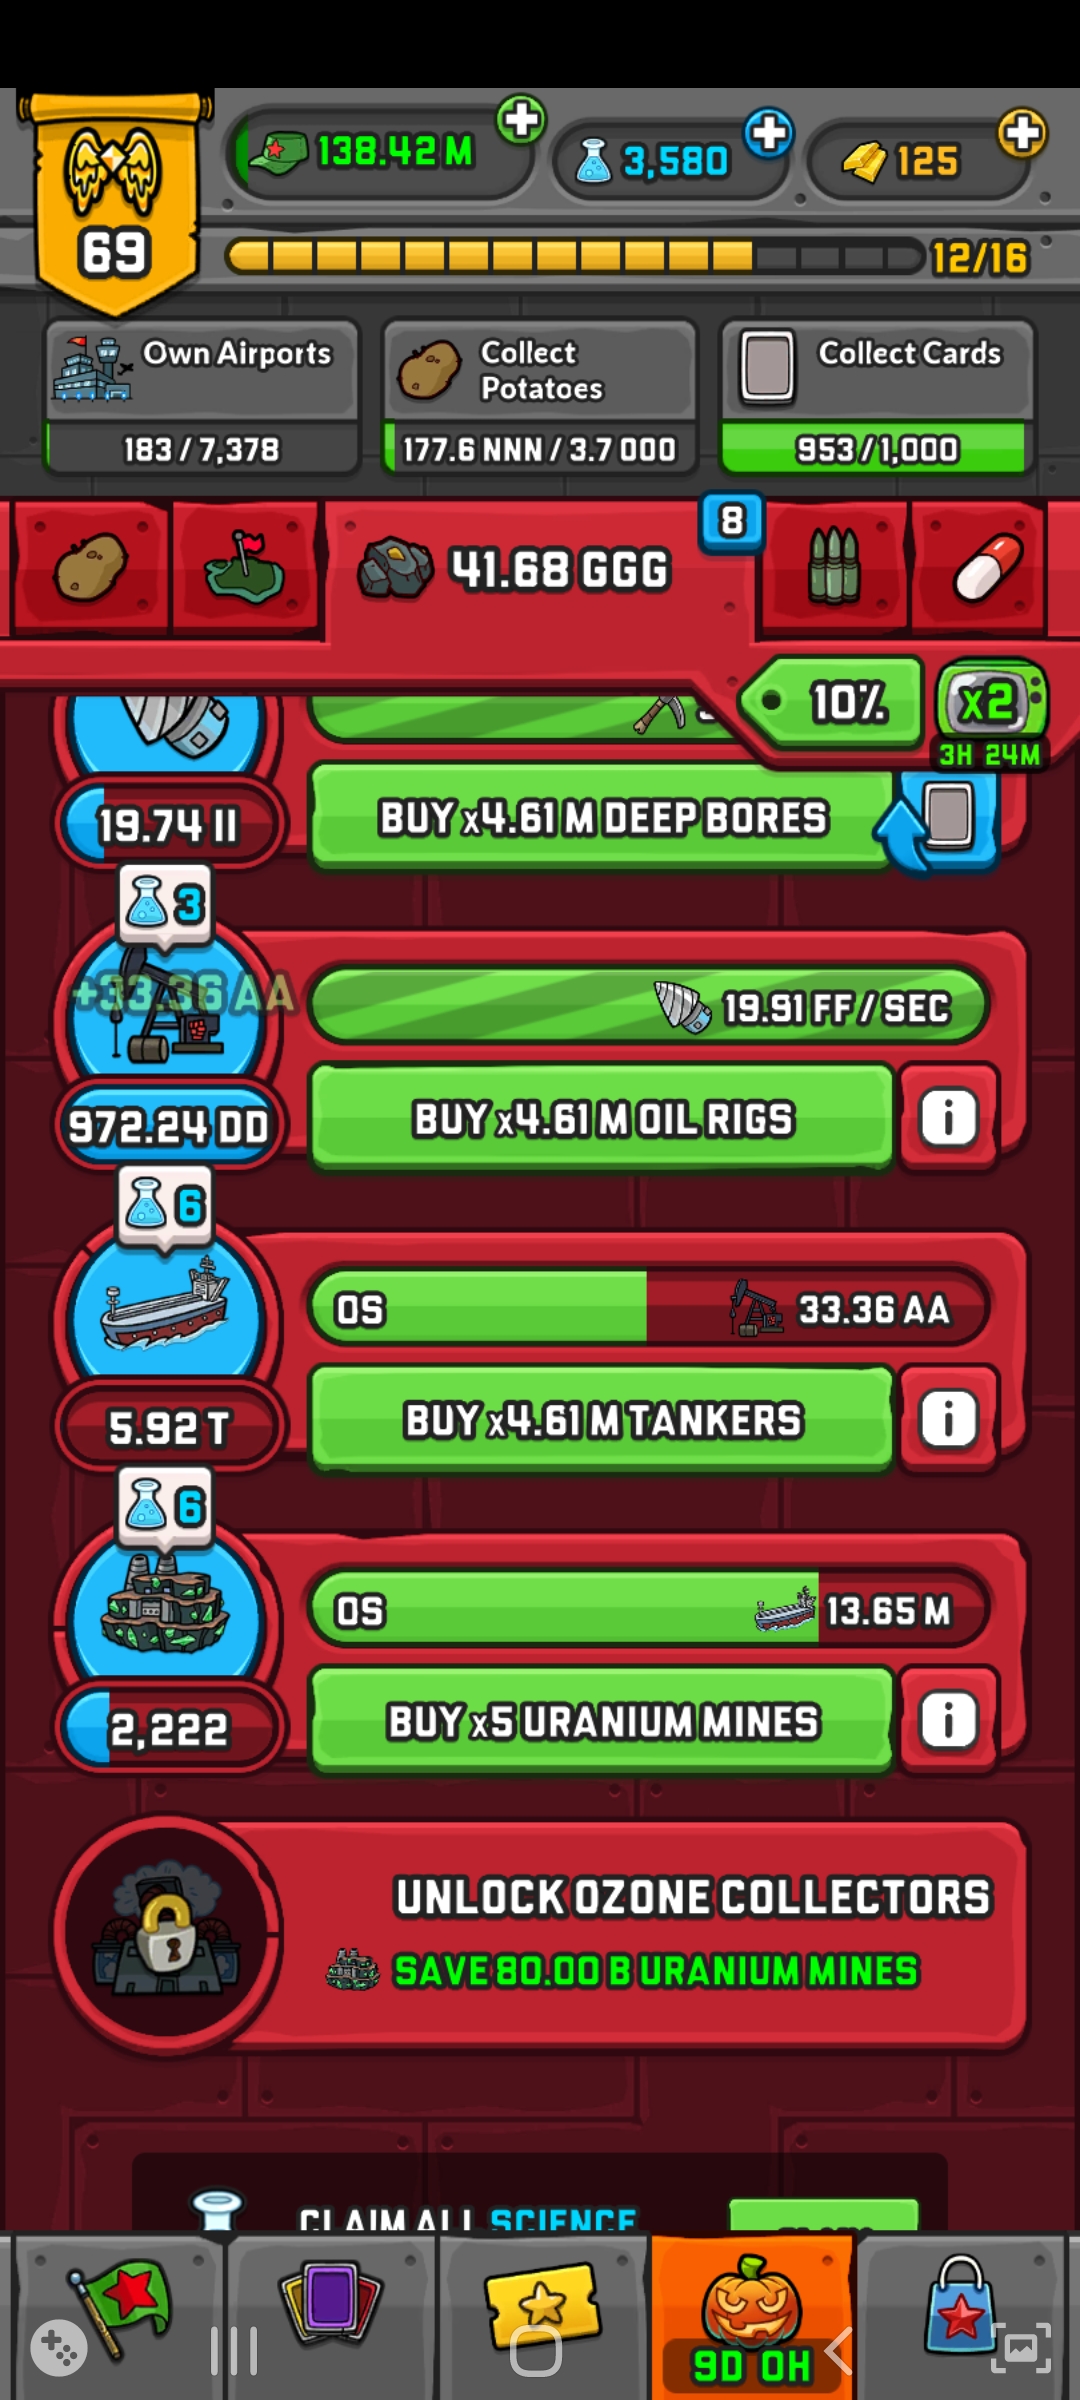 138.42 M
3,580
125
69
12/16
Own Airports
183 / 7,378
Collect
Potatoes
177.6 NNN / 3.7 OOO
Collect Cards
953 / 1,000
41.68 GGG
8
10%
x2
3H 24M
19.74 II
BUY x4.61 M DEEP BORES
3
+33.36 AA
19.91 FF / SEC
972.24 DD
BUY x4.61 M OIL RIGS
i
6
0S
33.36 AA
5.92 T
BUY x4.61 M TANKERS
i
6
0S
13.65 M
2,222
BUY x5 URANIUM MINES
i
UNLOCK OZONE COLLECTORS
SAVE 80.00 B URANIUM MINES
CLAIM ALL SCIENCE
9D 0H